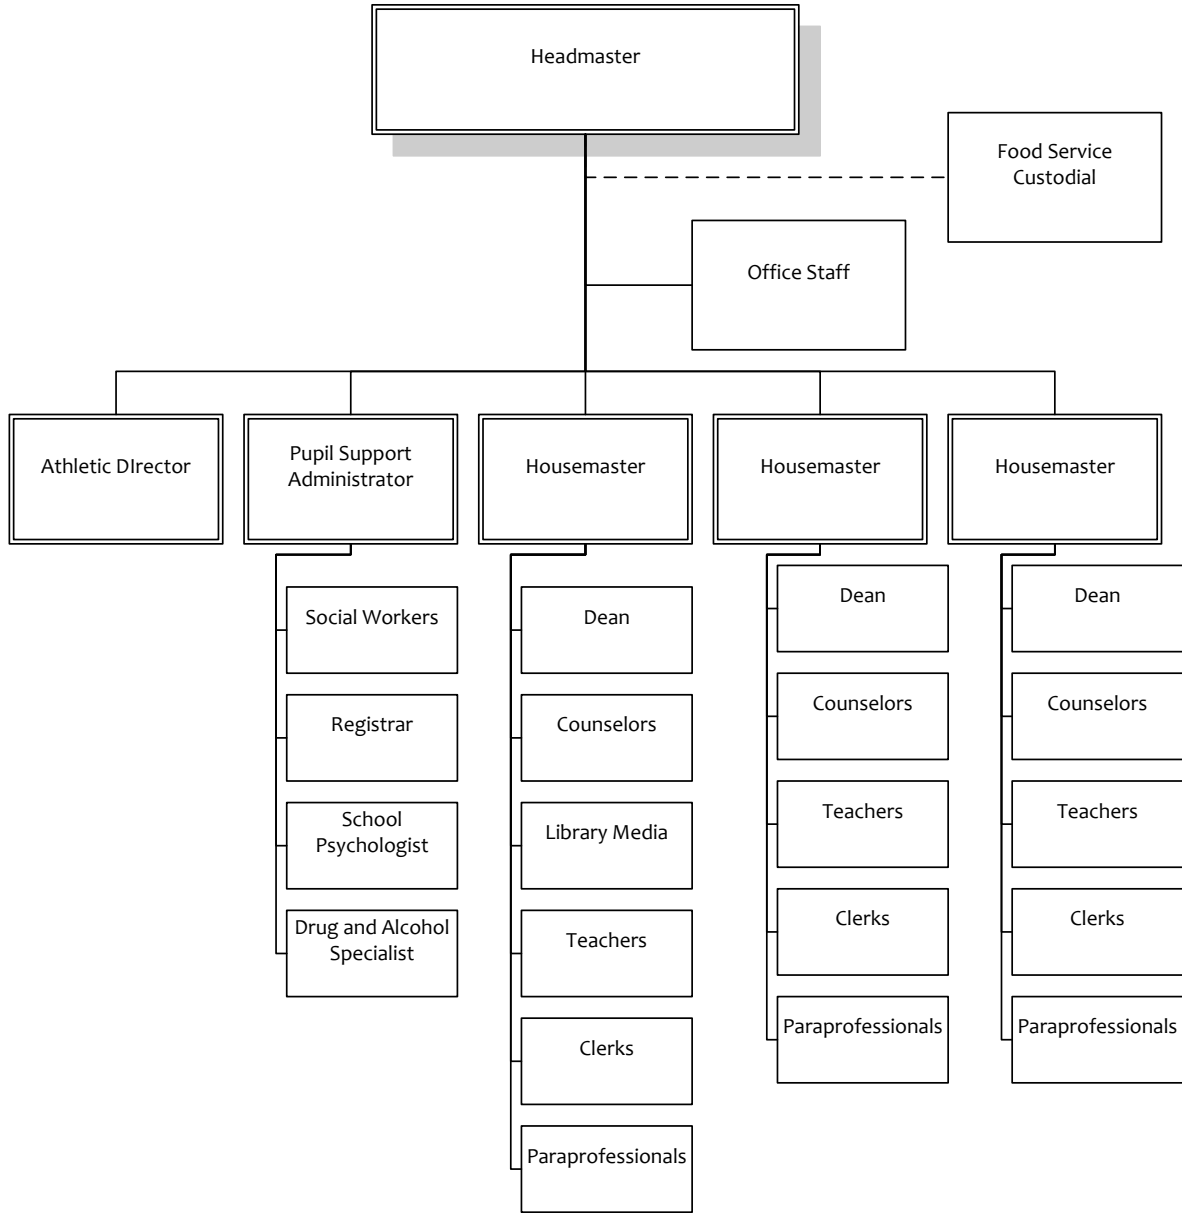 Headmaster
Food Service
Custodial
Office Staff
Athletic DIrector
Pupil Support
Administrator
Housemaster
Housemaster
Housemaster
Social Workers
Registrar
School
Psychologist
Drug and Alcohol
Specialist
Dean
Counselors
Library Media
Teachers
Clerks
Paraprofessionals
Dean
Counselors
Teachers
Clerks
Paraprofessionals
Dean
Counselors
Teachers
Clerks
Paraprofessionals